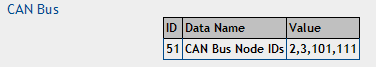 CAN Bus
ID Data Name Value
51 CAN Bus Node IDs 2,3,101,111